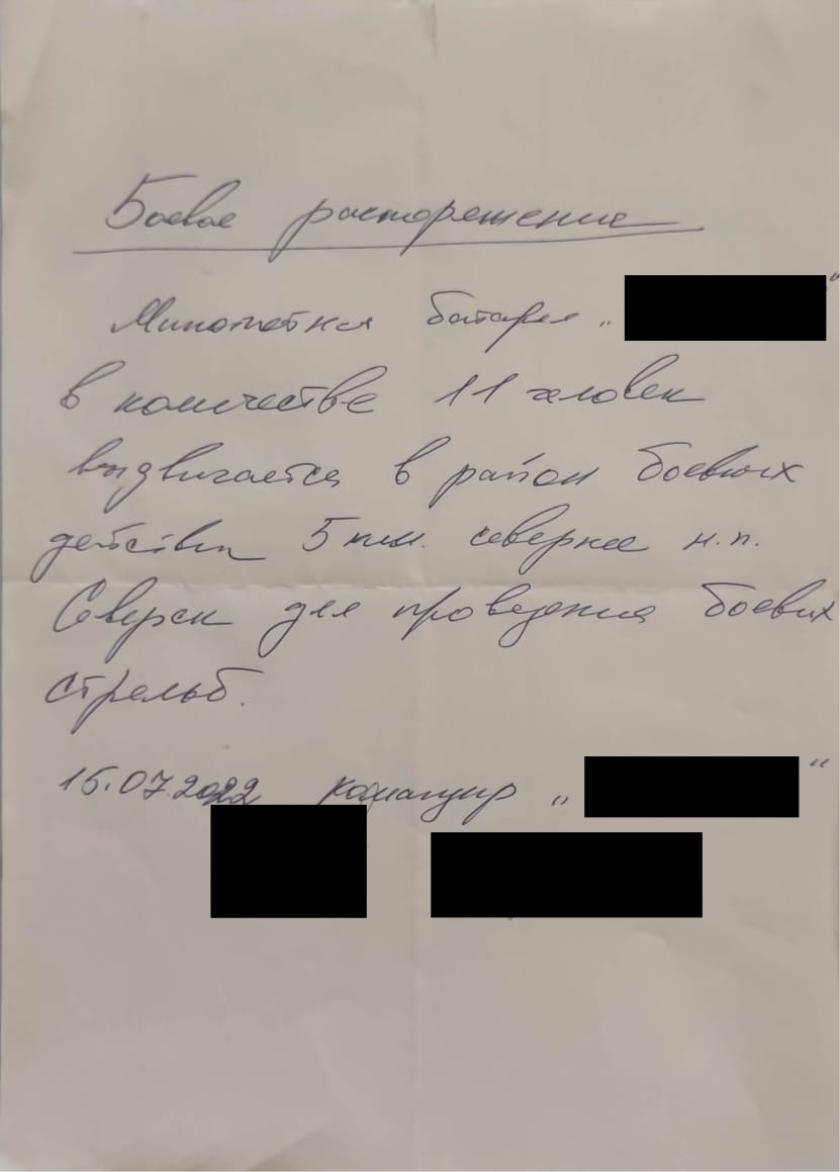 Боевое распоряжение
Минометная батарея „ “
в количестве 11 человек
выдвигается в район боевых
действий 5 км. севернее н.п.
Северск для проведения боевых
стрельб.
15.07.2022 командир „ “